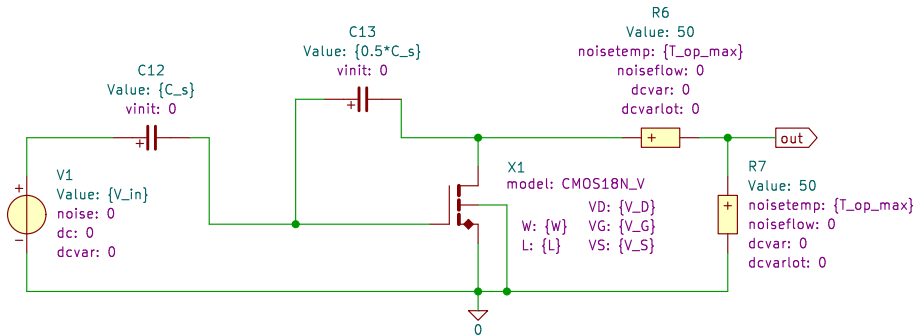 R6
Value: 50
noisetemp: {T_op_max}
noiseflow: 0
dcvar: 0
dcvarlot: 0
C13
Value: {0.5*C_s}
vinit: 0
C12
Value: {C_s}
vinit: 0
+
+
+
out
V1
Value: {V_in}
noise: 0
dc: 0
dcvar: 0
+
−
X1
model: CMOS18N_V
VD: {V_D}
W: {W} VG: {V_G}
L: {L} VS: {V_S}
R7
Value: 50
noisetemp: {T_op_max}
noiseflow: 0
dcvar: 0
dcvarlot: 0
+
0